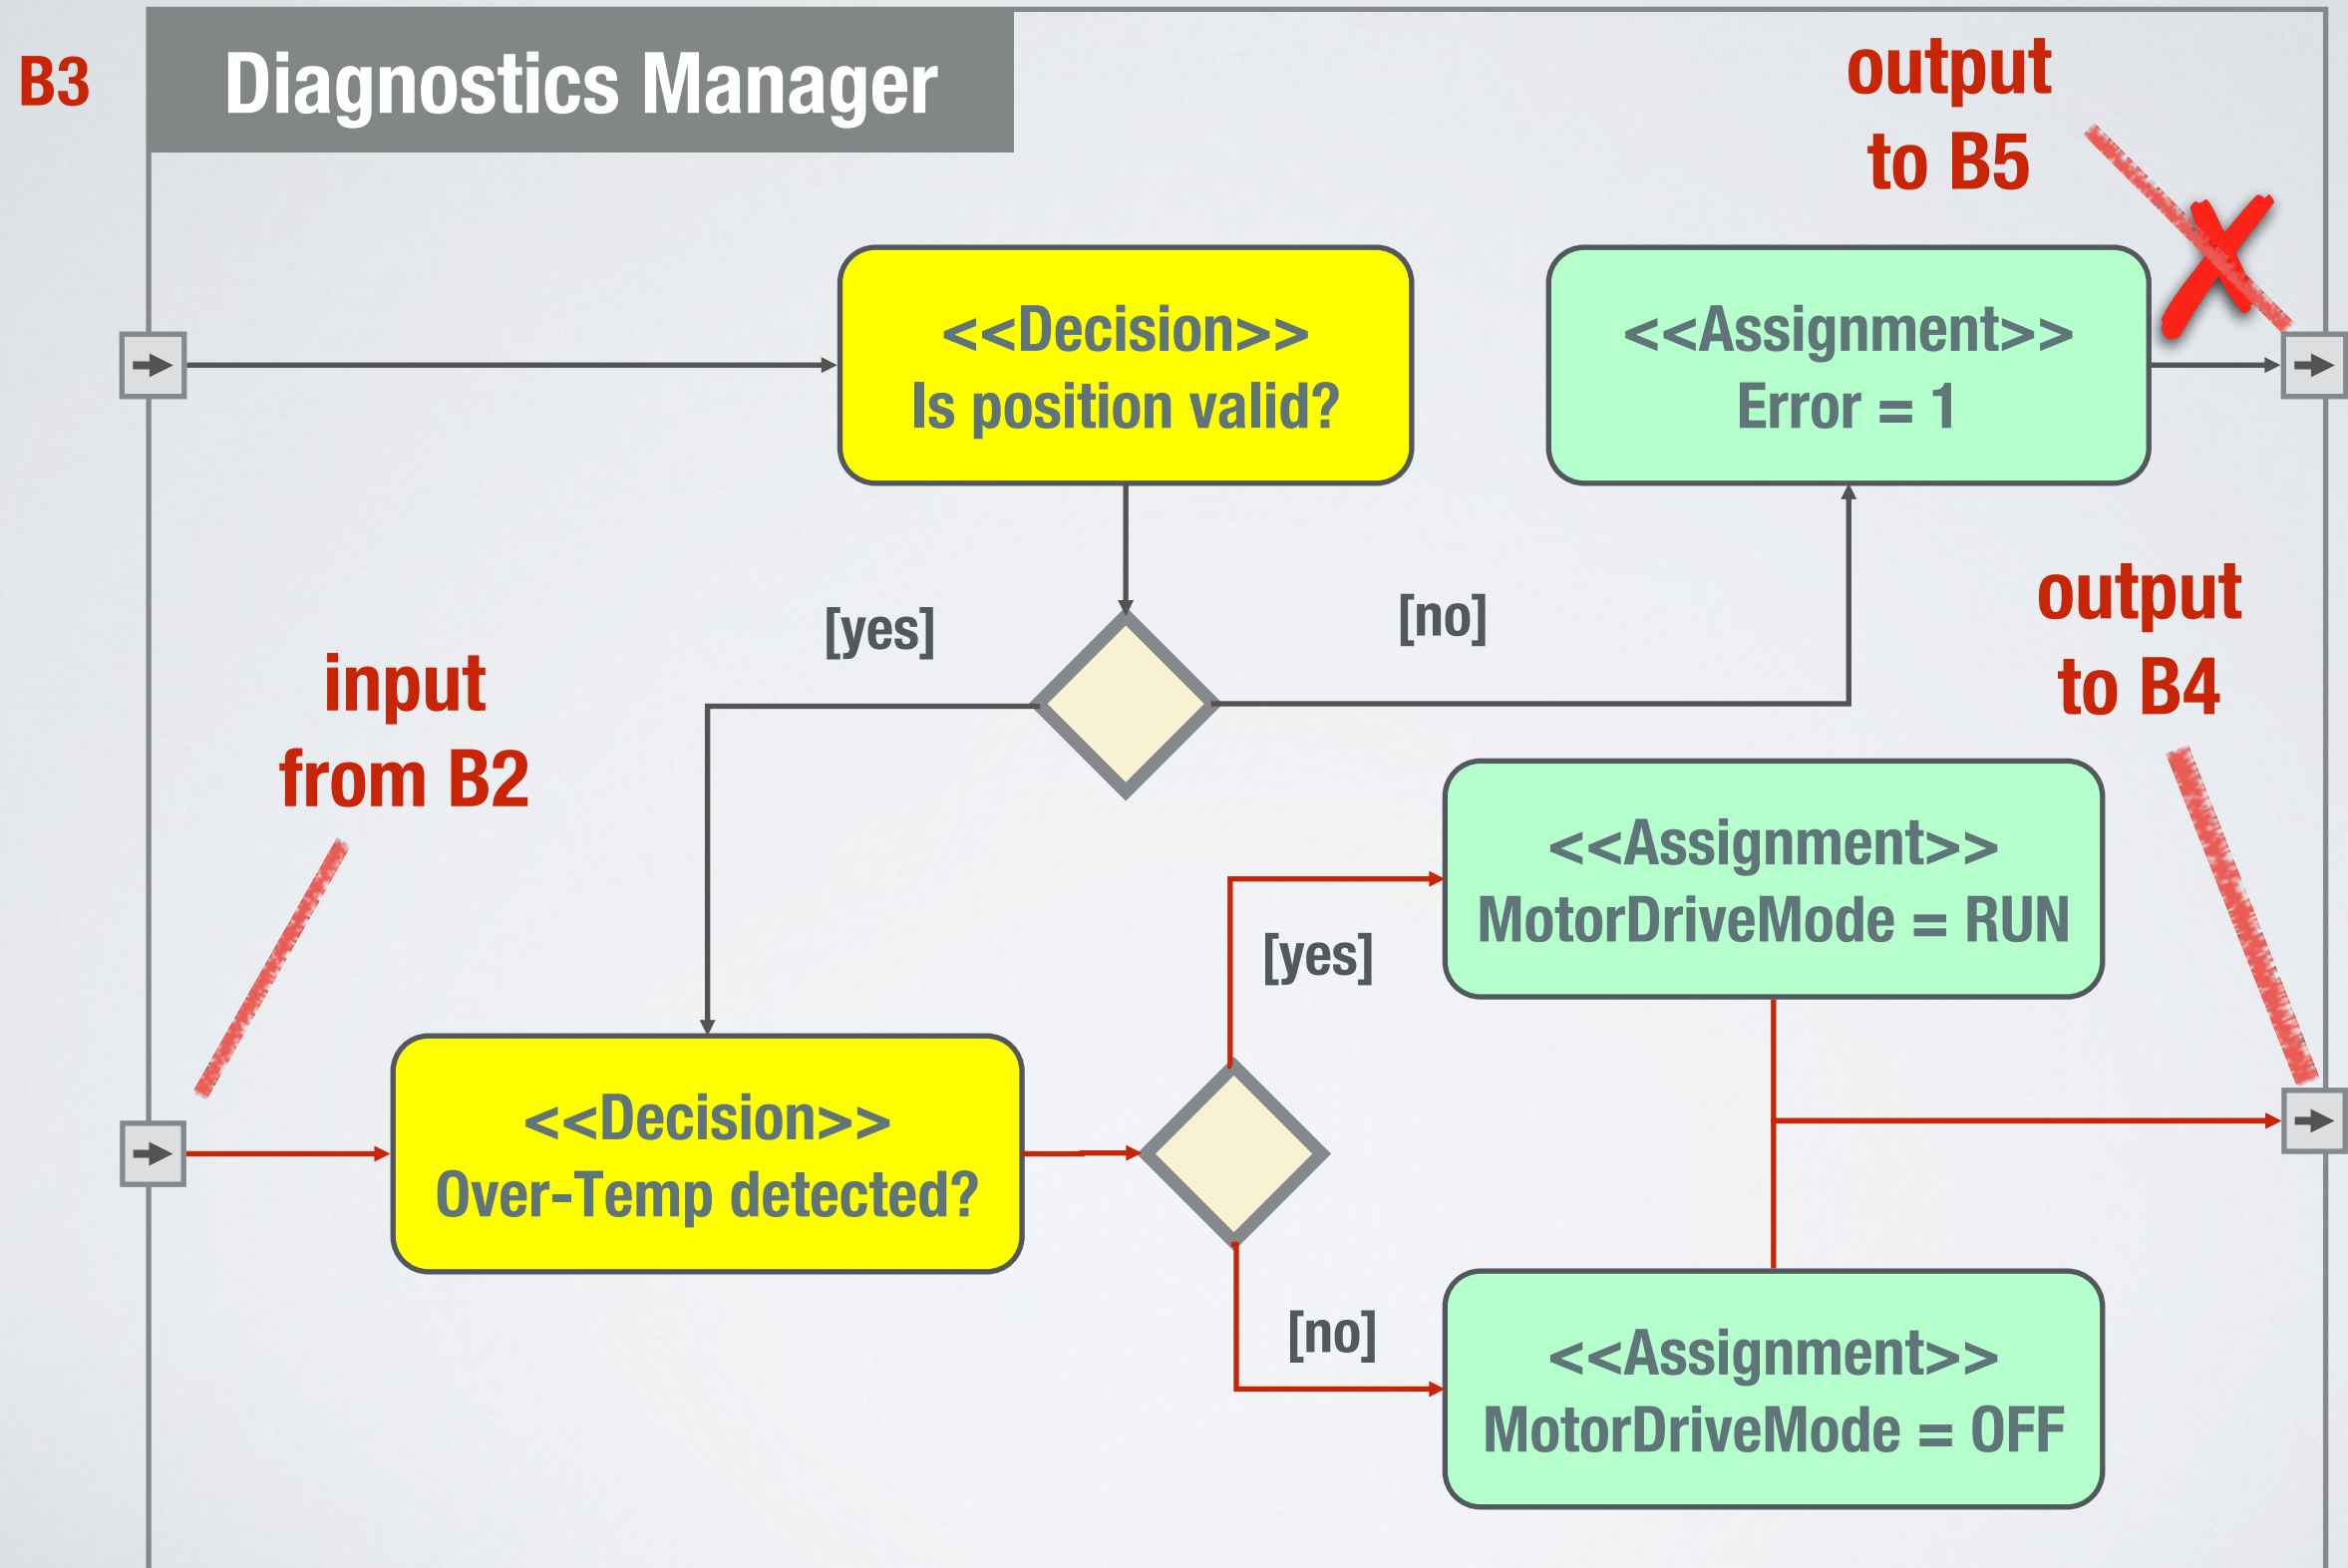 B3
Diagnostics Manager
output
to B5
<<Decision>>
Is position valid?
<<Assignment>>
Error = 1
[yes]
[no]
input
from B2
output
to B4
<<Assignment>>
MotorDriveMode = RUN
[yes]
<<Decision>>
Over-Temp detected?
[no]
<<Assignment>>
MotorDriveMode = OFF